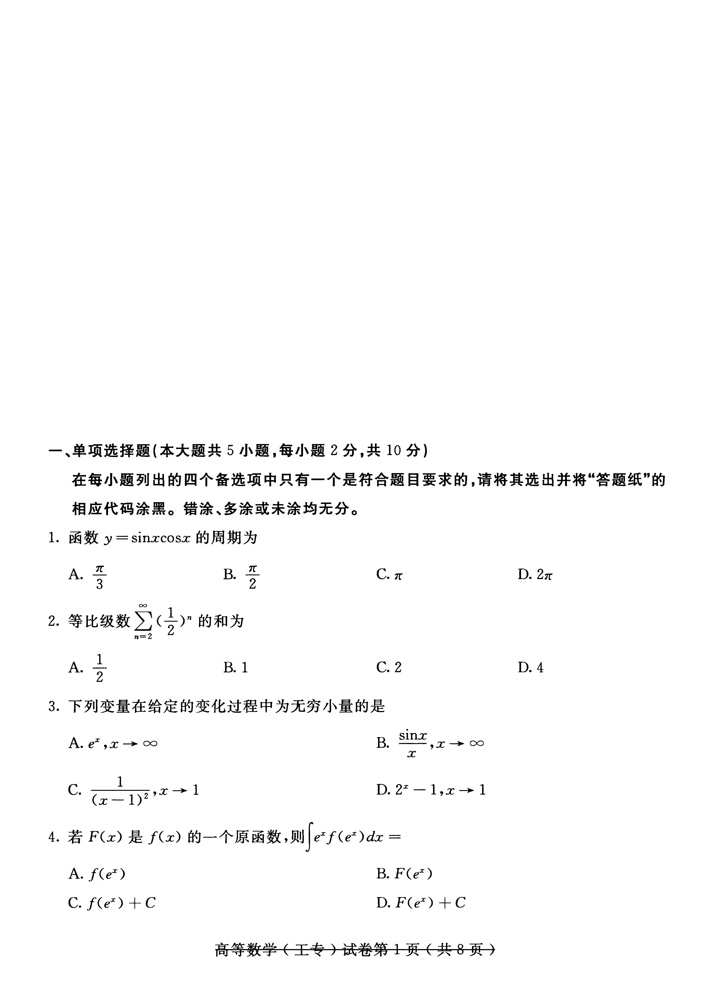 一、单项选择题(本大题共 5 小题,每小题 2 分,共 10 分)
在每小题列出的四个备选项中只有一个是符合题目要求的,请将其选出并将“答题纸”的
相应代码涂黑。错涂、多涂或未涂均无分。
1. 函数 y=sinxcosx 的周期为
A. π/3 B. π/2 C. π D. 2π
2. 等比级数 ∑_{n=2}^{∞} (1/2)^n 的和为
A. 1/2 B. 1 C. 2 D. 4
3. 下列变量在给定的变化过程中为无穷小量的是
A. e^x ,x → ∞ B. sinx/x ,x → ∞
C. 1/(x−1)^2 ,x → 1 D. 2^x − 1,x → 1
4. 若 F(x) 是 f(x) 的一个原函数,则∫e^x f(e^x)dx =
A. f(e^x) B. F(e^x)
C. f(e^x) + C D. F(e^x) + C
高等数学(工专)试卷第 1 页(共 8 页)